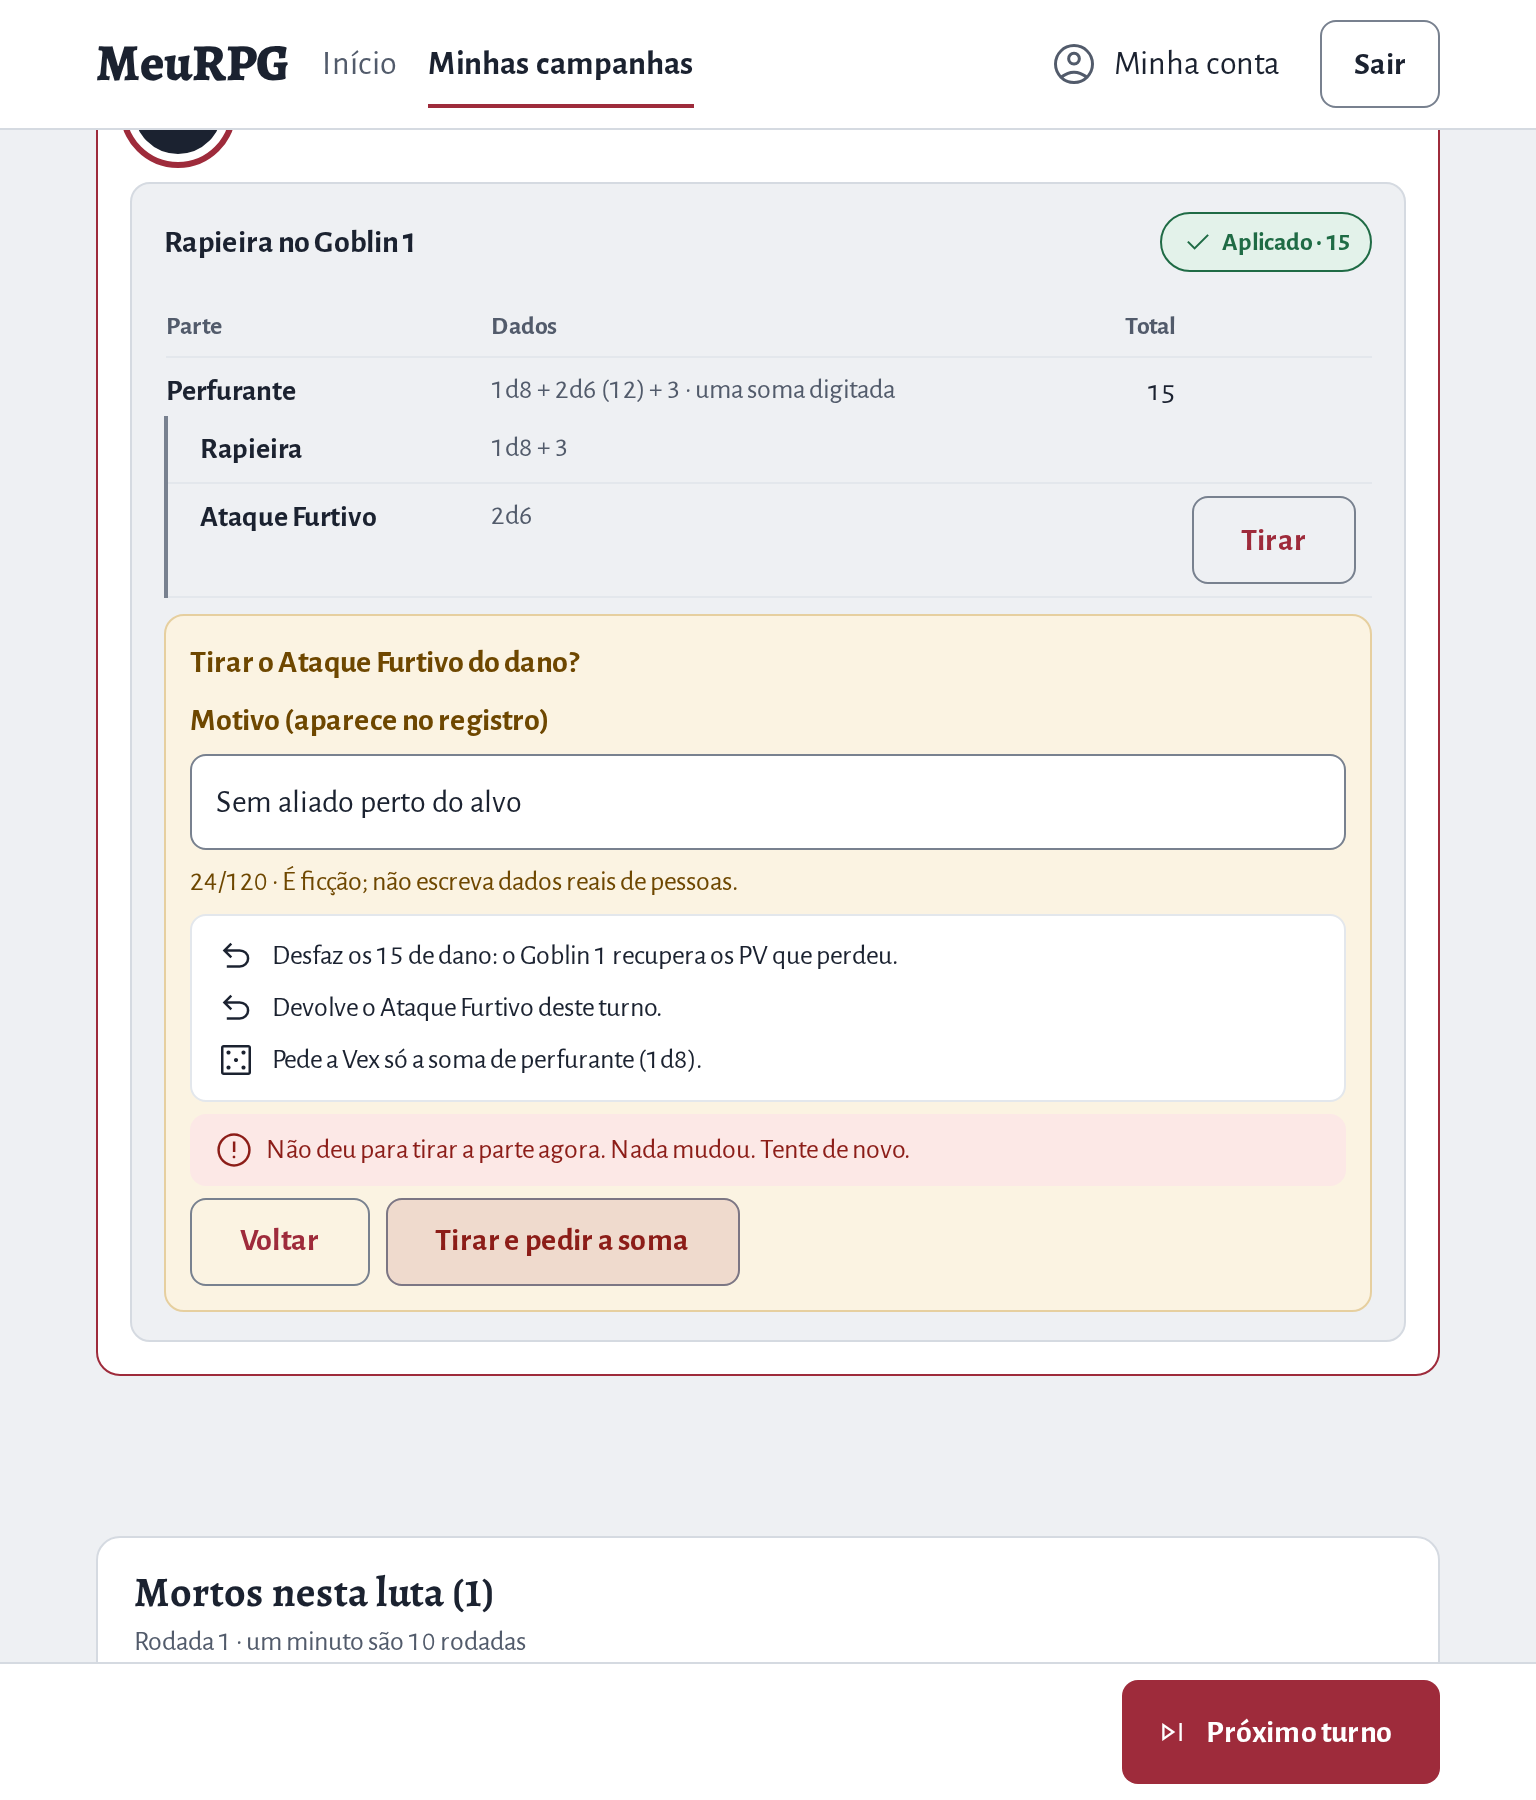 MeuRPG Início Minhas campanhas Minha conta Sair
Rapieira no Goblin 1 Aplicado · 15
Parte Dados Total
Perfurante 1d8 + 2d6 (12) + 3 · uma soma digitada 15
Rapieira 1d8 + 3
Ataque Furtivo 2d6 Tirar
Tirar o Ataque Furtivo do dano?
Motivo (aparece no registro)
Sem aliado perto do alvo
24/120 · É ficção; não escreva dados reais de pessoas.
Desfaz os 15 de dano: o Goblin 1 recupera os PV que perdeu.
Devolve o Ataque Furtivo deste turno.
Pede a Vex só a soma de perfurante (1d8).
Não deu para tirar a parte agora. Nada mudou. Tente de novo.
Voltar Tirar e pedir a soma
Mortos nesta luta (1)
Rodada 1 · um minuto são 10 rodadas
Próximo turno